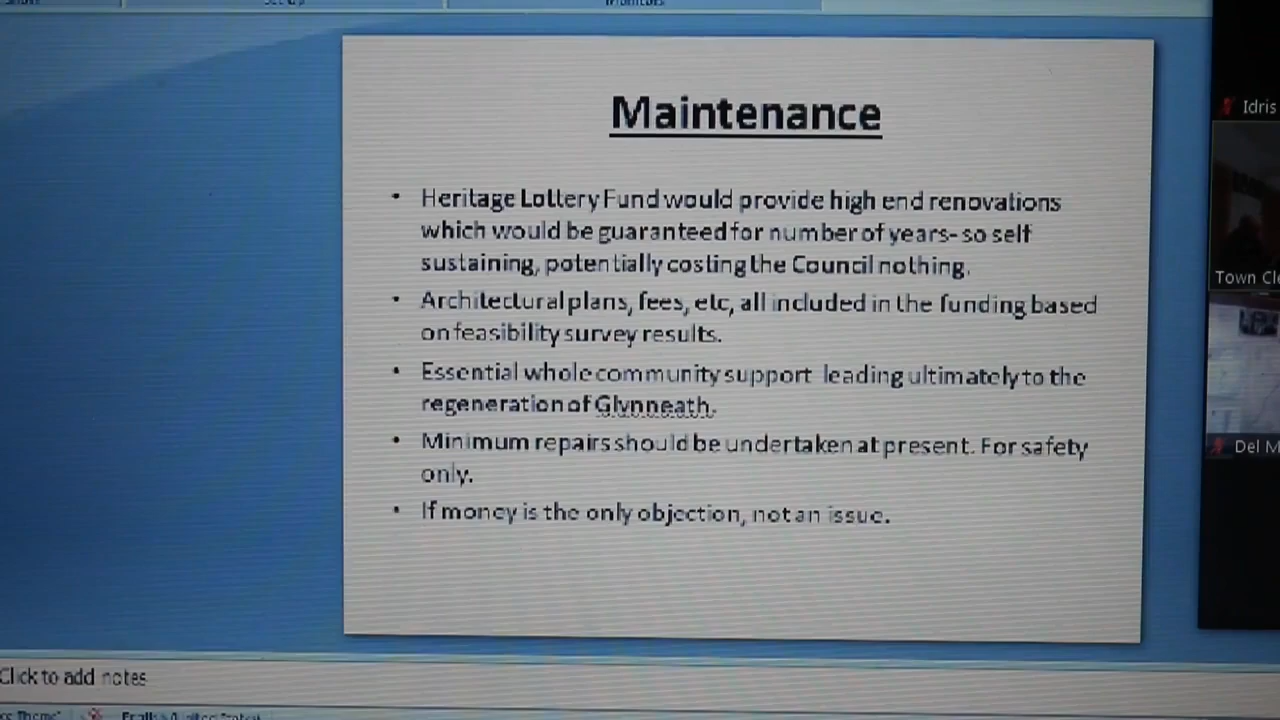 Maintenance
• Heritage Lottery Fund would provide high end renovations
which would be guaranteed for number of years- so self
sustaining, potentially costing the Council nothing.
• Architectural plans, fees, etc, all included in the funding based
on feasibility survey results.
• Essential whole community support leading ultimately to the
regeneration of Glynneath.
• Minimum repairs should be undertaken at present. For safety
only.
• If money is the only objection, not an issue.
Idris
Town Cle
Del M
Click to add notes